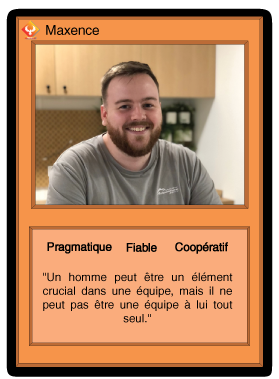 Maxence
Pragmatique Fiable Coopératif
"Un homme peut être un élément
crucial dans une équipe, mais il ne
peut pas être une équipe à lui tout
seul."